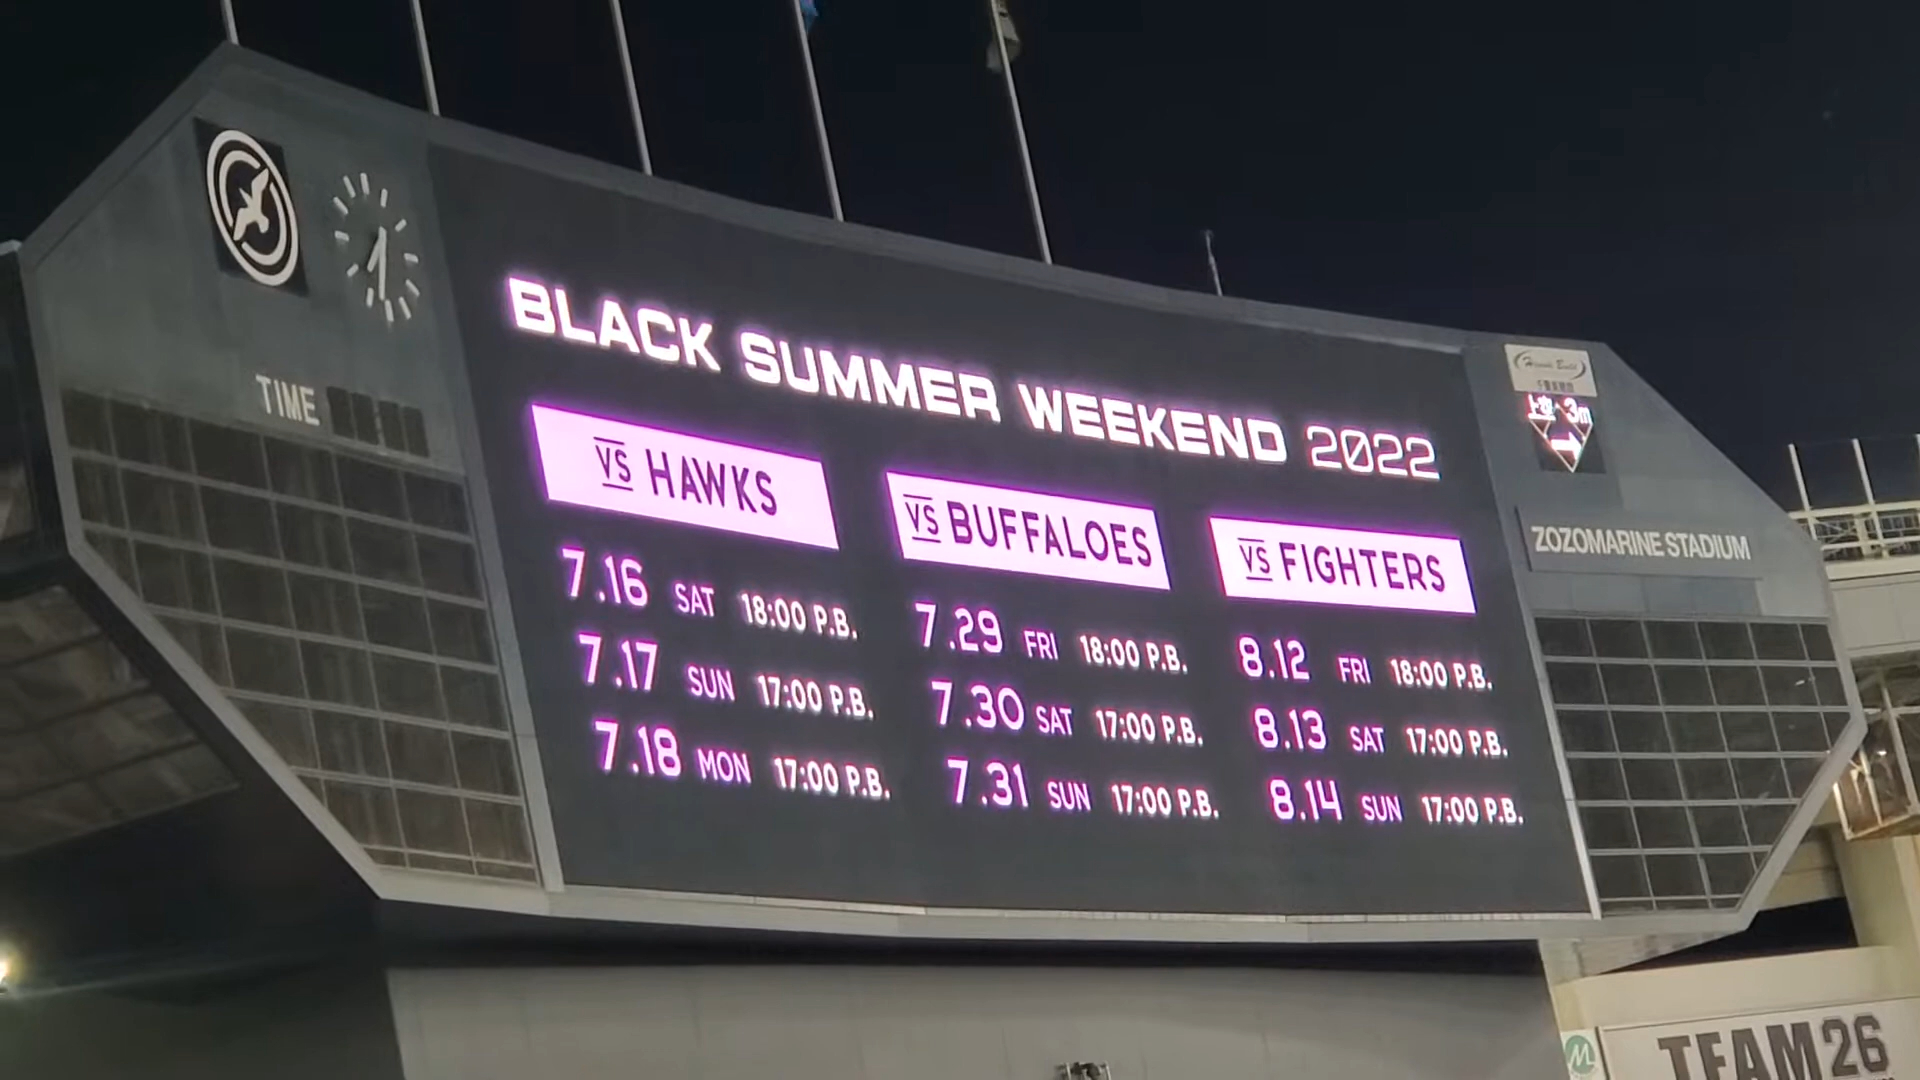 BLACK SUMMER WEEKEND 2022
VS HAWKS
7.16 SAT 18:00 P.B.
7.17 SUN 17:00 P.B.
7.18 MON 17:00 P.B.
VS BUFFALOES
7.29 FRI 18:00 P.B.
7.30 SAT 17:00 P.B.
7.31 SUN 17:00 P.B.
VS FIGHTERS
8.12 FRI 18:00 P.B.
8.13 SAT 17:00 P.B.
8.14 SUN 17:00 P.B.
TIME
3m
ZOZOMARINE STADIUM
M
TEAM26